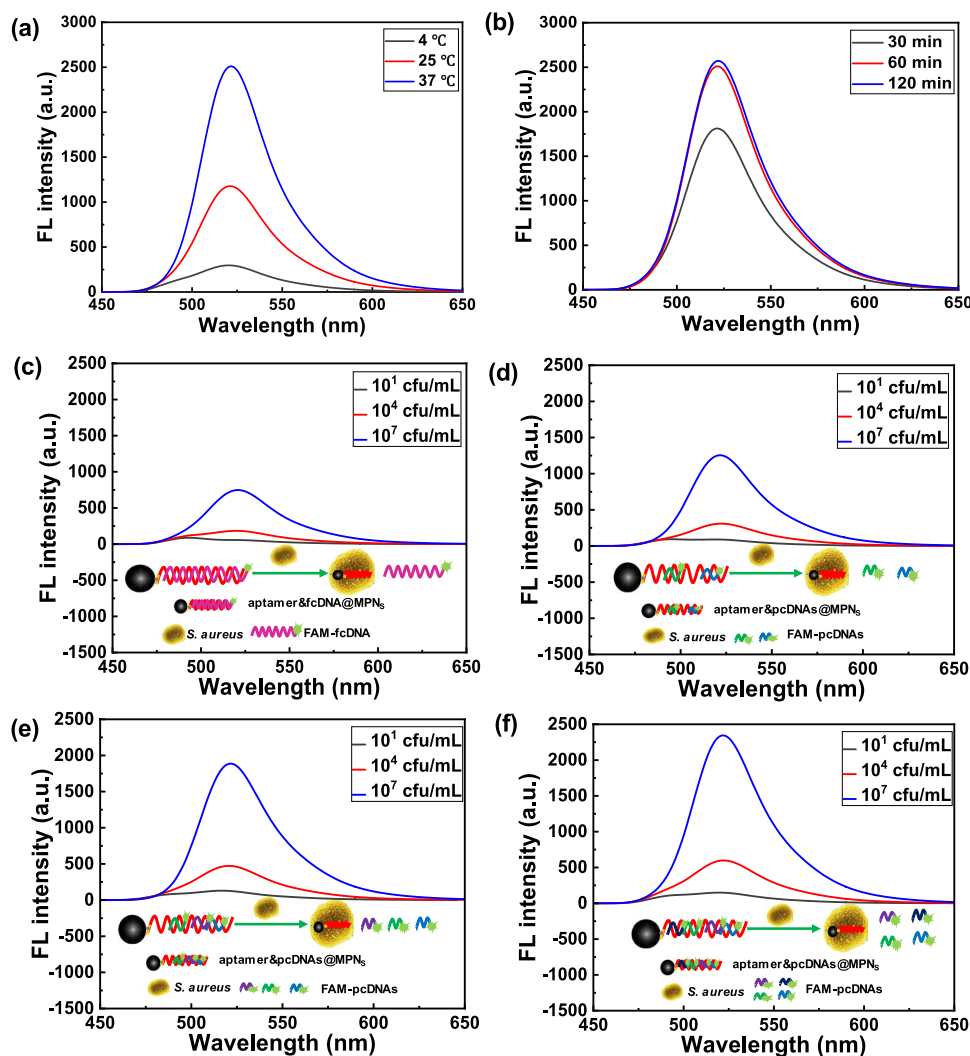 (a)
3000
2500
2000
1500
1000
500
0
FL intensity (a.u.)
4 ℃
25 ℃
37 ℃
450 500 550 600 650
Wavelength (nm)
(b)
3000
2500
2000
1500
1000
500
0
FL intensity (a.u.)
30 min
60 min
120 min
450 500 550 600 650
Wavelength (nm)
(c)
2500
2000
1500
1000
500
0
-500
-1000
-1500
FL intensity (a.u.)
10¹ cfu/mL
10⁴ cfu/mL
10⁷ cfu/mL
aptamer&fcDNA@MPNs
S. aureus FAM-fcDNA
450 500 550 600 650
Wavelength (nm)
(d)
2500
2000
1500
1000
500
0
-500
-1000
-1500
FL intensity (a.u.)
10¹ cfu/mL
10⁴ cfu/mL
10⁷ cfu/mL
aptamer&pcDNAs@MPNs
S. aureus FAM-pcDNAs
450 500 550 600 650
Wavelength (nm)
(e)
2500
2000
1500
1000
500
0
-500
-1000
-1500
FL intensity (a.u.)
10¹ cfu/mL
10⁴ cfu/mL
10⁷ cfu/mL
aptamer&pcDNAs@MPNs
S. aureus FAM-pcDNAs
450 500 550 600 650
Wavelength (nm)
(f)
2500
2000
1500
1000
500
0
-500
-1000
-1500
FL intensity (a.u.)
10¹ cfu/mL
10⁴ cfu/mL
10⁷ cfu/mL
aptamer&pcDNAs@MPNs
S. aureus FAM-pcDNAs
450 500 550 600 650
Wavelength (nm)